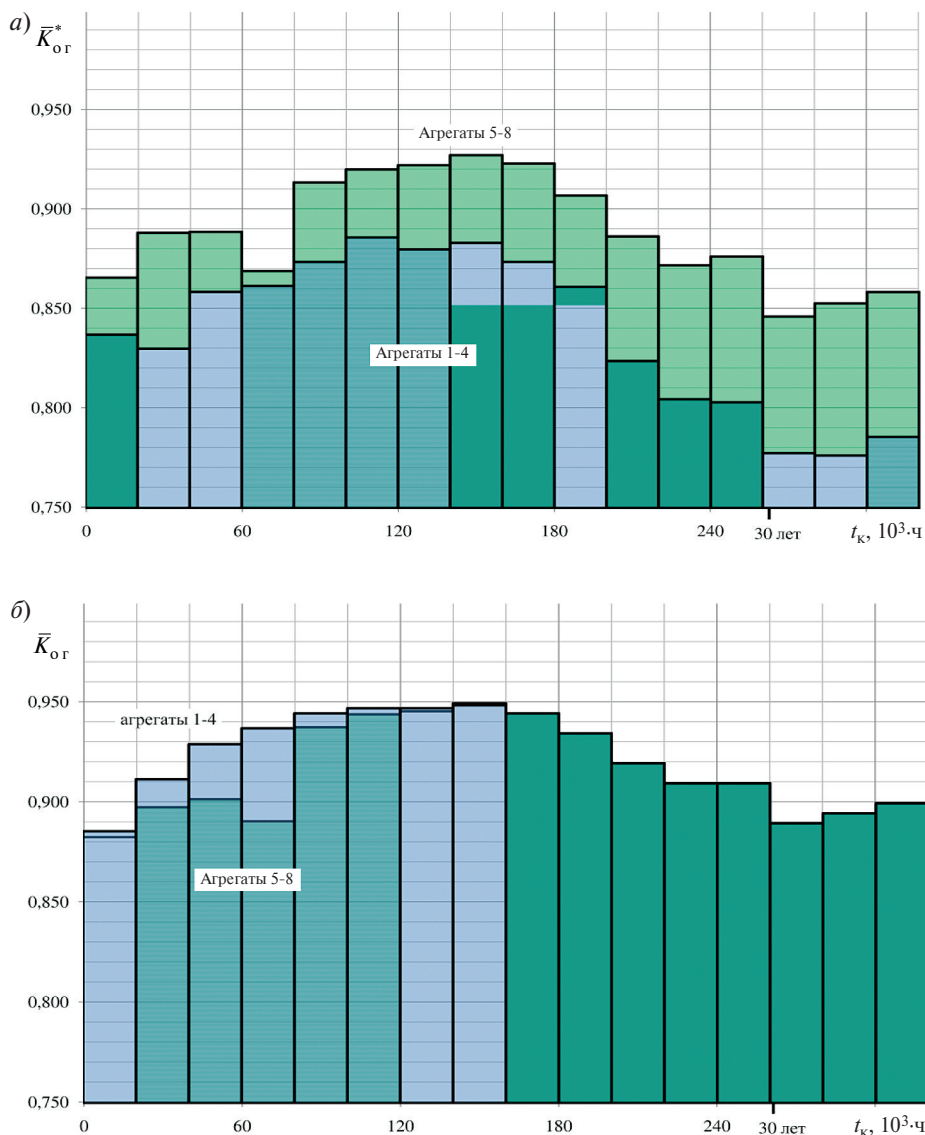 а)
K̄*о г
0,950
Агрегаты 5-8
0,900
0,850
Агрегаты 1-4
0,800
0,750
0 60 120 180 240 30 лет tк, 10³·ч
б)
K̄о г
0,950
агрегаты 1-4
0,900
Агрегаты 5-8
0,850
0,800
0,750
0 60 120 180 240 30 лет tк, 10³·ч